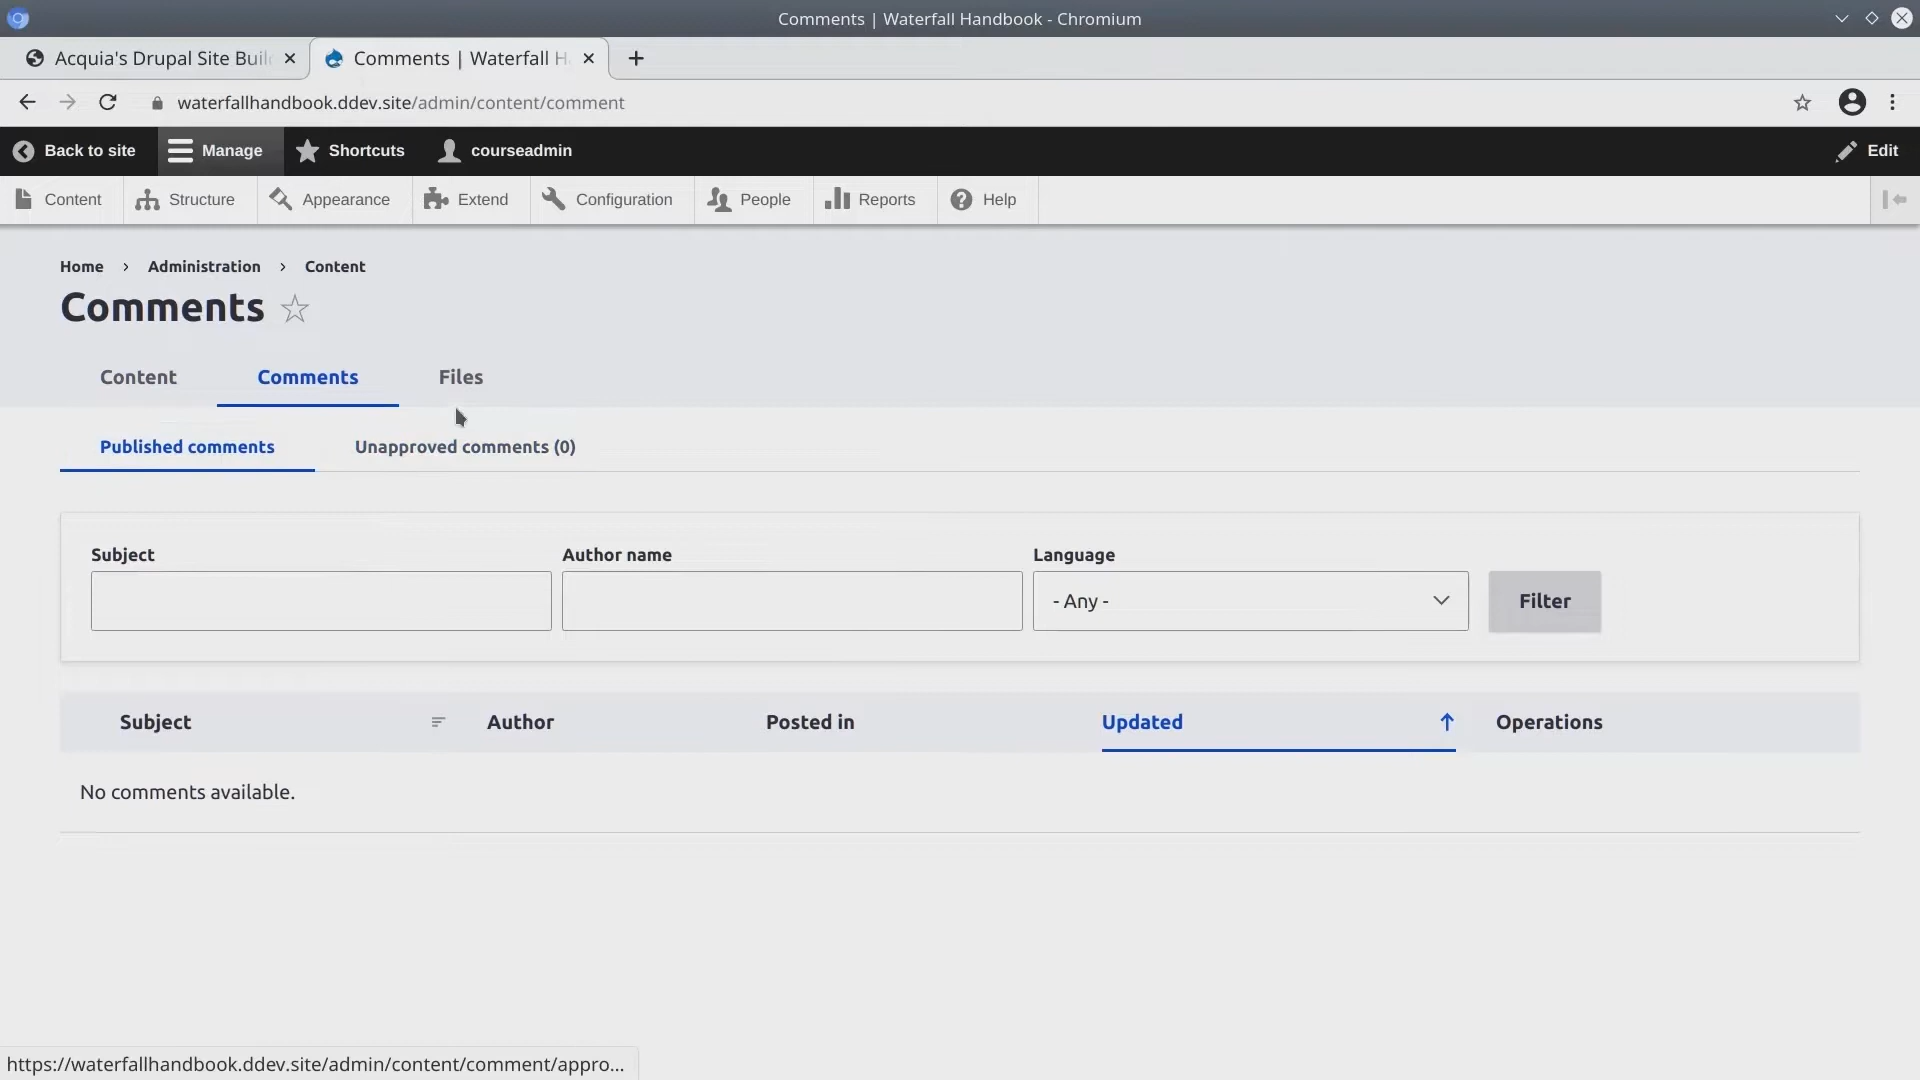 Comments | Waterfall Handbook - Chromium
Acquia's Drupal Site Buil
Comments | Waterfall H
waterfallhandbook.ddev.site/admin/content/comment
Back to site
Manage
Shortcuts
courseadmin
Edit
Content
Structure
Appearance
Extend
Configuration
People
Reports
Help
Home › Administration › Content
Comments
Content
Comments
Files
Published comments
Unapproved comments (0)
Subject
Author name
Language
- Any -
Filter
Subject
Author
Posted in
Updated
Operations
No comments available.
https://waterfallhandbook.ddev.site/admin/content/comment/appro...